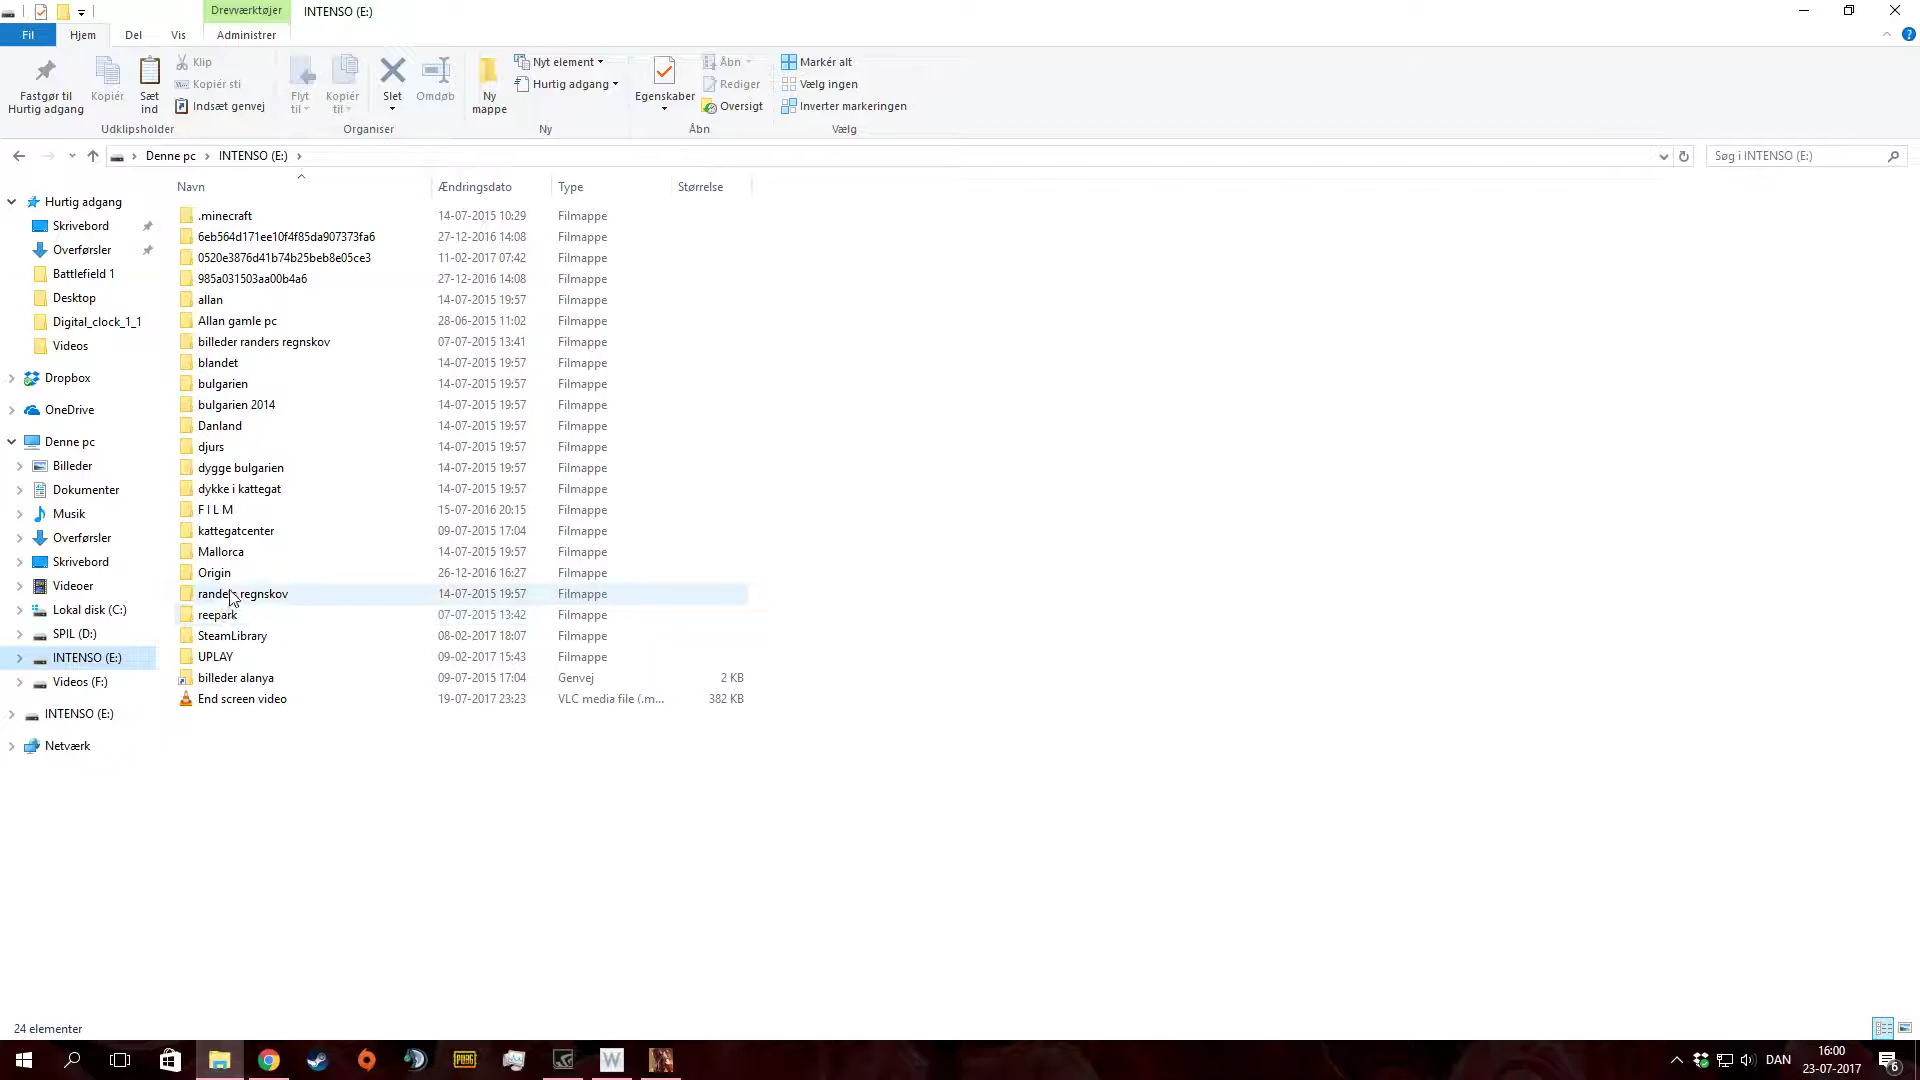 Drevværktøjer INTENSO (E:)
Fil Hjem Del Vis Administrer
Fastgør til Hurtig adgang
Kopiér
Sæt ind
Klip
Kopiér sti
Indsæt genvej
Udklipsholder
Flyt til
Kopiér til
Slet
Omdøb
Organiser
Ny mappe
Nyt element
Hurtig adgang
Ny
Egenskaber
Åbn
Rediger
Oversigt
Åbn
Markér alt
Vælg ingen
Inverter markeringen
Vælg
Denne pc INTENSO (E:)
Søg i INTENSO (E:)
Hurtig adgang
Skrivebord
Overførsler
Battlefield 1
Desktop
Digital_clock_1_1
Videos
Dropbox
OneDrive
Denne pc
Billeder
Dokumenter
Musik
Overførsler
Skrivebord
Videoer
Lokal disk (C:)
SPIL (D:)
INTENSO (E:)
Videos (F:)
INTENSO (E:)
Netværk
Navn Ændringsdato Type Størrelse
.minecraft 14-07-2015 10:29 Filmappe
6eb564d171ee10f4f85da907373fa6 27-12-2016 14:08 Filmappe
0520e3876d41b74b25beb8e05ce3 11-02-2017 07:42 Filmappe
985a031503aa00b4a6 27-12-2016 14:08 Filmappe
allan 14-07-2015 19:57 Filmappe
Allan gamle pc 28-06-2015 11:02 Filmappe
billeder randers regnskov 07-07-2015 13:41 Filmappe
blandet 14-07-2015 19:57 Filmappe
bulgarien 14-07-2015 19:57 Filmappe
bulgarien 2014 14-07-2015 19:57 Filmappe
Danland 14-07-2015 19:57 Filmappe
djurs 14-07-2015 19:57 Filmappe
dygge bulgarien 14-07-2015 19:57 Filmappe
dykke i kattegat 14-07-2015 19:57 Filmappe
F I L M 15-07-2016 20:15 Filmappe
kattegatcenter 09-07-2015 17:04 Filmappe
Mallorca 14-07-2015 19:57 Filmappe
Origin 26-12-2016 16:27 Filmappe
randers regnskov 14-07-2015 19:57 Filmappe
reepark 07-07-2015 13:42 Filmappe
SteamLibrary 08-02-2017 18:07 Filmappe
UPLAY 09-02-2017 15:43 Filmappe
billeder alanya 09-07-2015 17:04 Genvej 2 KB
End screen video 19-07-2017 23:23 VLC media file (.m... 382 KB
24 elementer
PUBG
W
DAN
16:00
23-07-2017
6